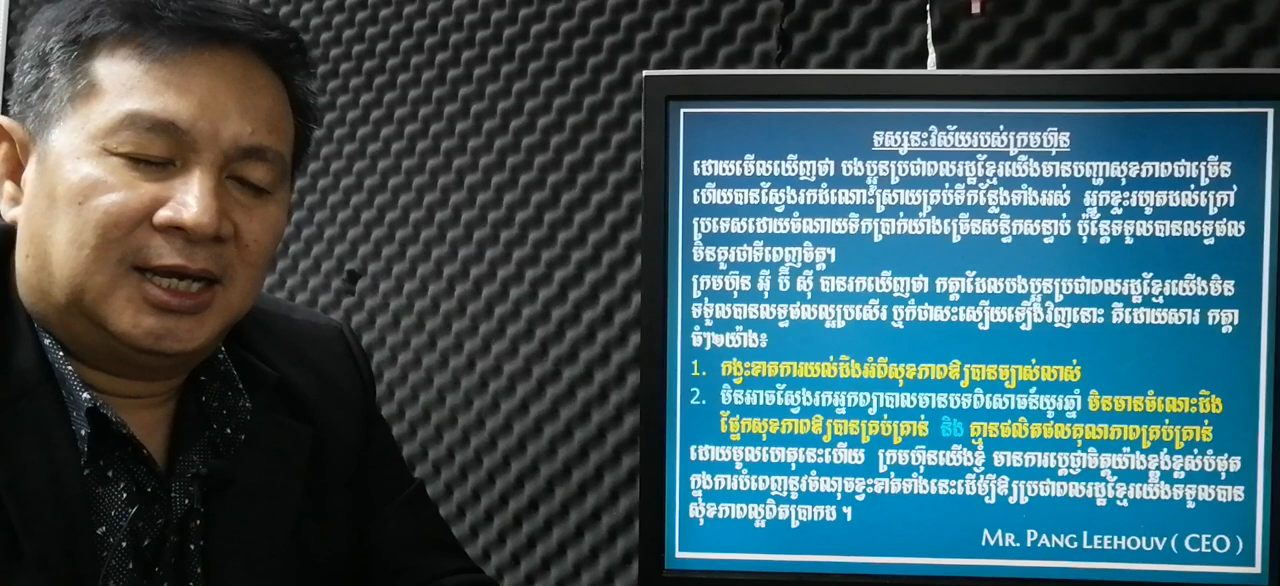 ទស្សនៈវិស័យរបស់ក្រុមហ៊ុន
ដោយមើលឃើញថា បងប្អូនប្រជាពលរដ្ឋខ្មែរយើងមានបញ្ហាសុខភាពជាច្រើន
ហើយបានស្វែងរកដំណោះស្រាយគ្រប់ទីកន្លែងទាំងអស់ អ្នកខ្លះរហូតដល់ក្រៅ
ប្រទេសដោយចំណាយទឹកប្រាក់យ៉ាងច្រើនសន្ធឹកសន្ធាប់ ប៉ុន្តែទទួលបានលទ្ធផល
មិនគួរជាទីពេញចិត្ត។
ក្រុមហ៊ុន អ៊ី ប៊ី ស៊ី បានរកឃើញថា កត្តាដែលបងប្អូនប្រជាពលរដ្ឋខ្មែរយើងមិន
ទទួលបានលទ្ធផលល្អប្រសើរ ឬក៏ជាសះស្បើយឡើងវិញនោះ គឺដោយសារ កត្តា
ធំៗ២យ៉ាង៖
1. កង្វះខាតការយល់ដឹងអំពីសុខភាពឱ្យបានច្បាស់លាស់
2. មិនអាចស្វែងរកអ្នកព្យាបាលមានបទពិសោធន៍យូរឆ្នាំ មិនមានចំណេះដឹង
ផ្នែកសុខភាពឱ្យបានគ្រប់គ្រាន់ និង គ្មានផលិតផលគុណភាពគ្រប់គ្រាន់
ដោយមូលហេតុនេះហើយ ក្រុមហ៊ុនយើងខ្ញុំ មានការប្តេជ្ញាចិត្តយ៉ាងខ្ពង់ខ្ពស់បំផុត
ក្នុងការបំពេញនូវចំណុចខ្វះខាតទាំងនេះដើម្បីឱ្យប្រជាពលរដ្ឋខ្មែរយើងទទួលបាន
សុខភាពល្អពិតប្រាកដ ។
MR. PANG LEEHOUV ( CEO )